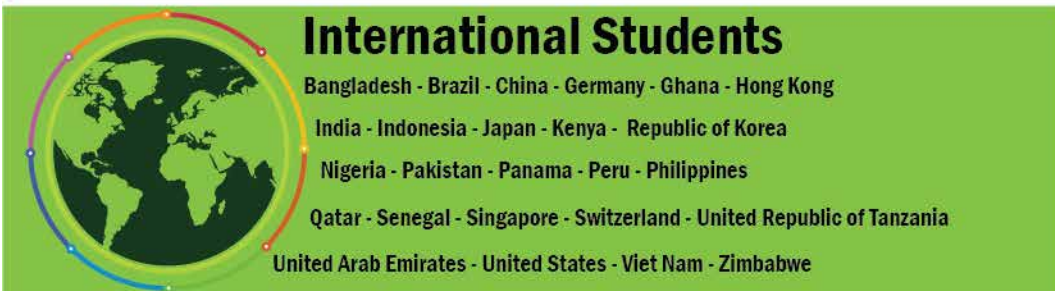 International Students
Bangladesh - Brazil - China - Germany - Ghana - Hong Kong
India - Indonesia - Japan - Kenya - Republic of Korea
Nigeria - Pakistan - Panama - Peru - Philippines
Qatar - Senegal - Singapore - Switzerland - United Republic of Tanzania
United Arab Emirates - United States - Viet Nam - Zimbabwe